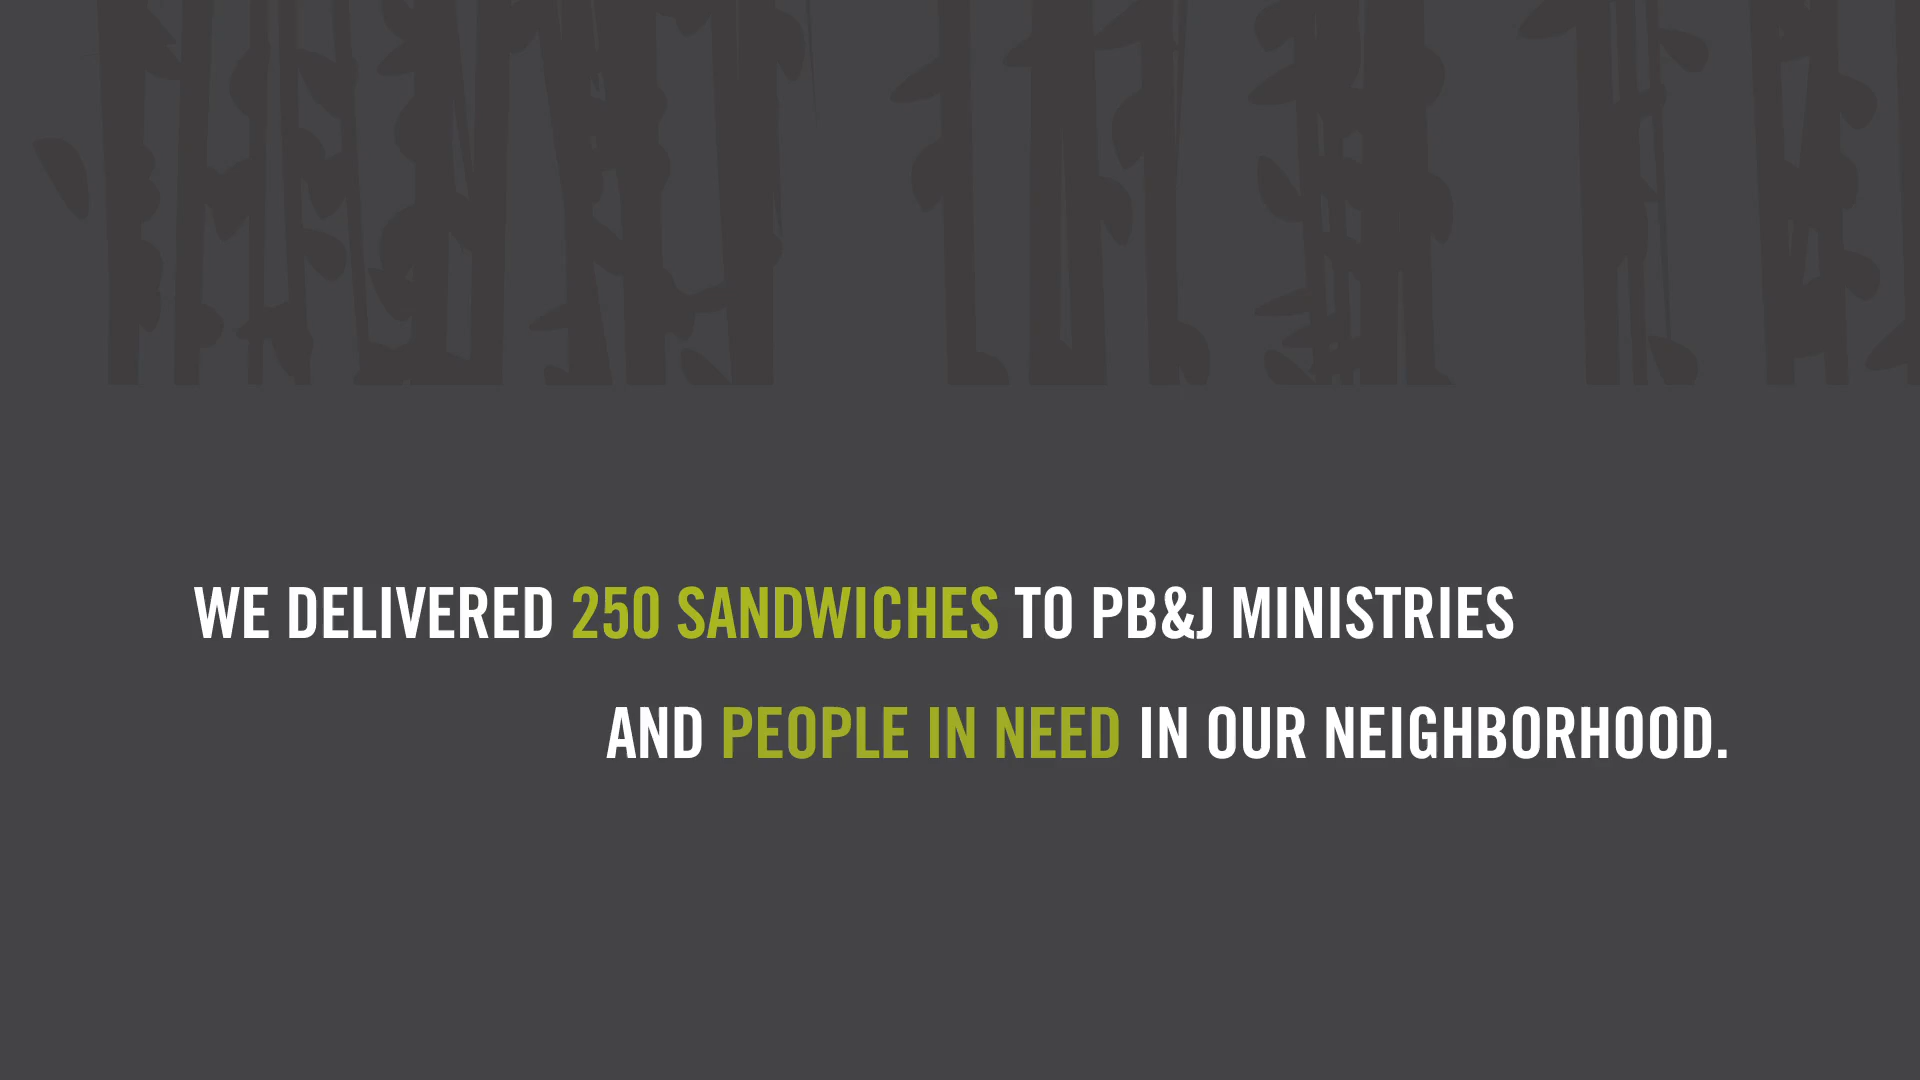 WE DELIVERED 250 SANDWICHES TO PB&J MINISTRIES
AND PEOPLE IN NEED IN OUR NEIGHBORHOOD.